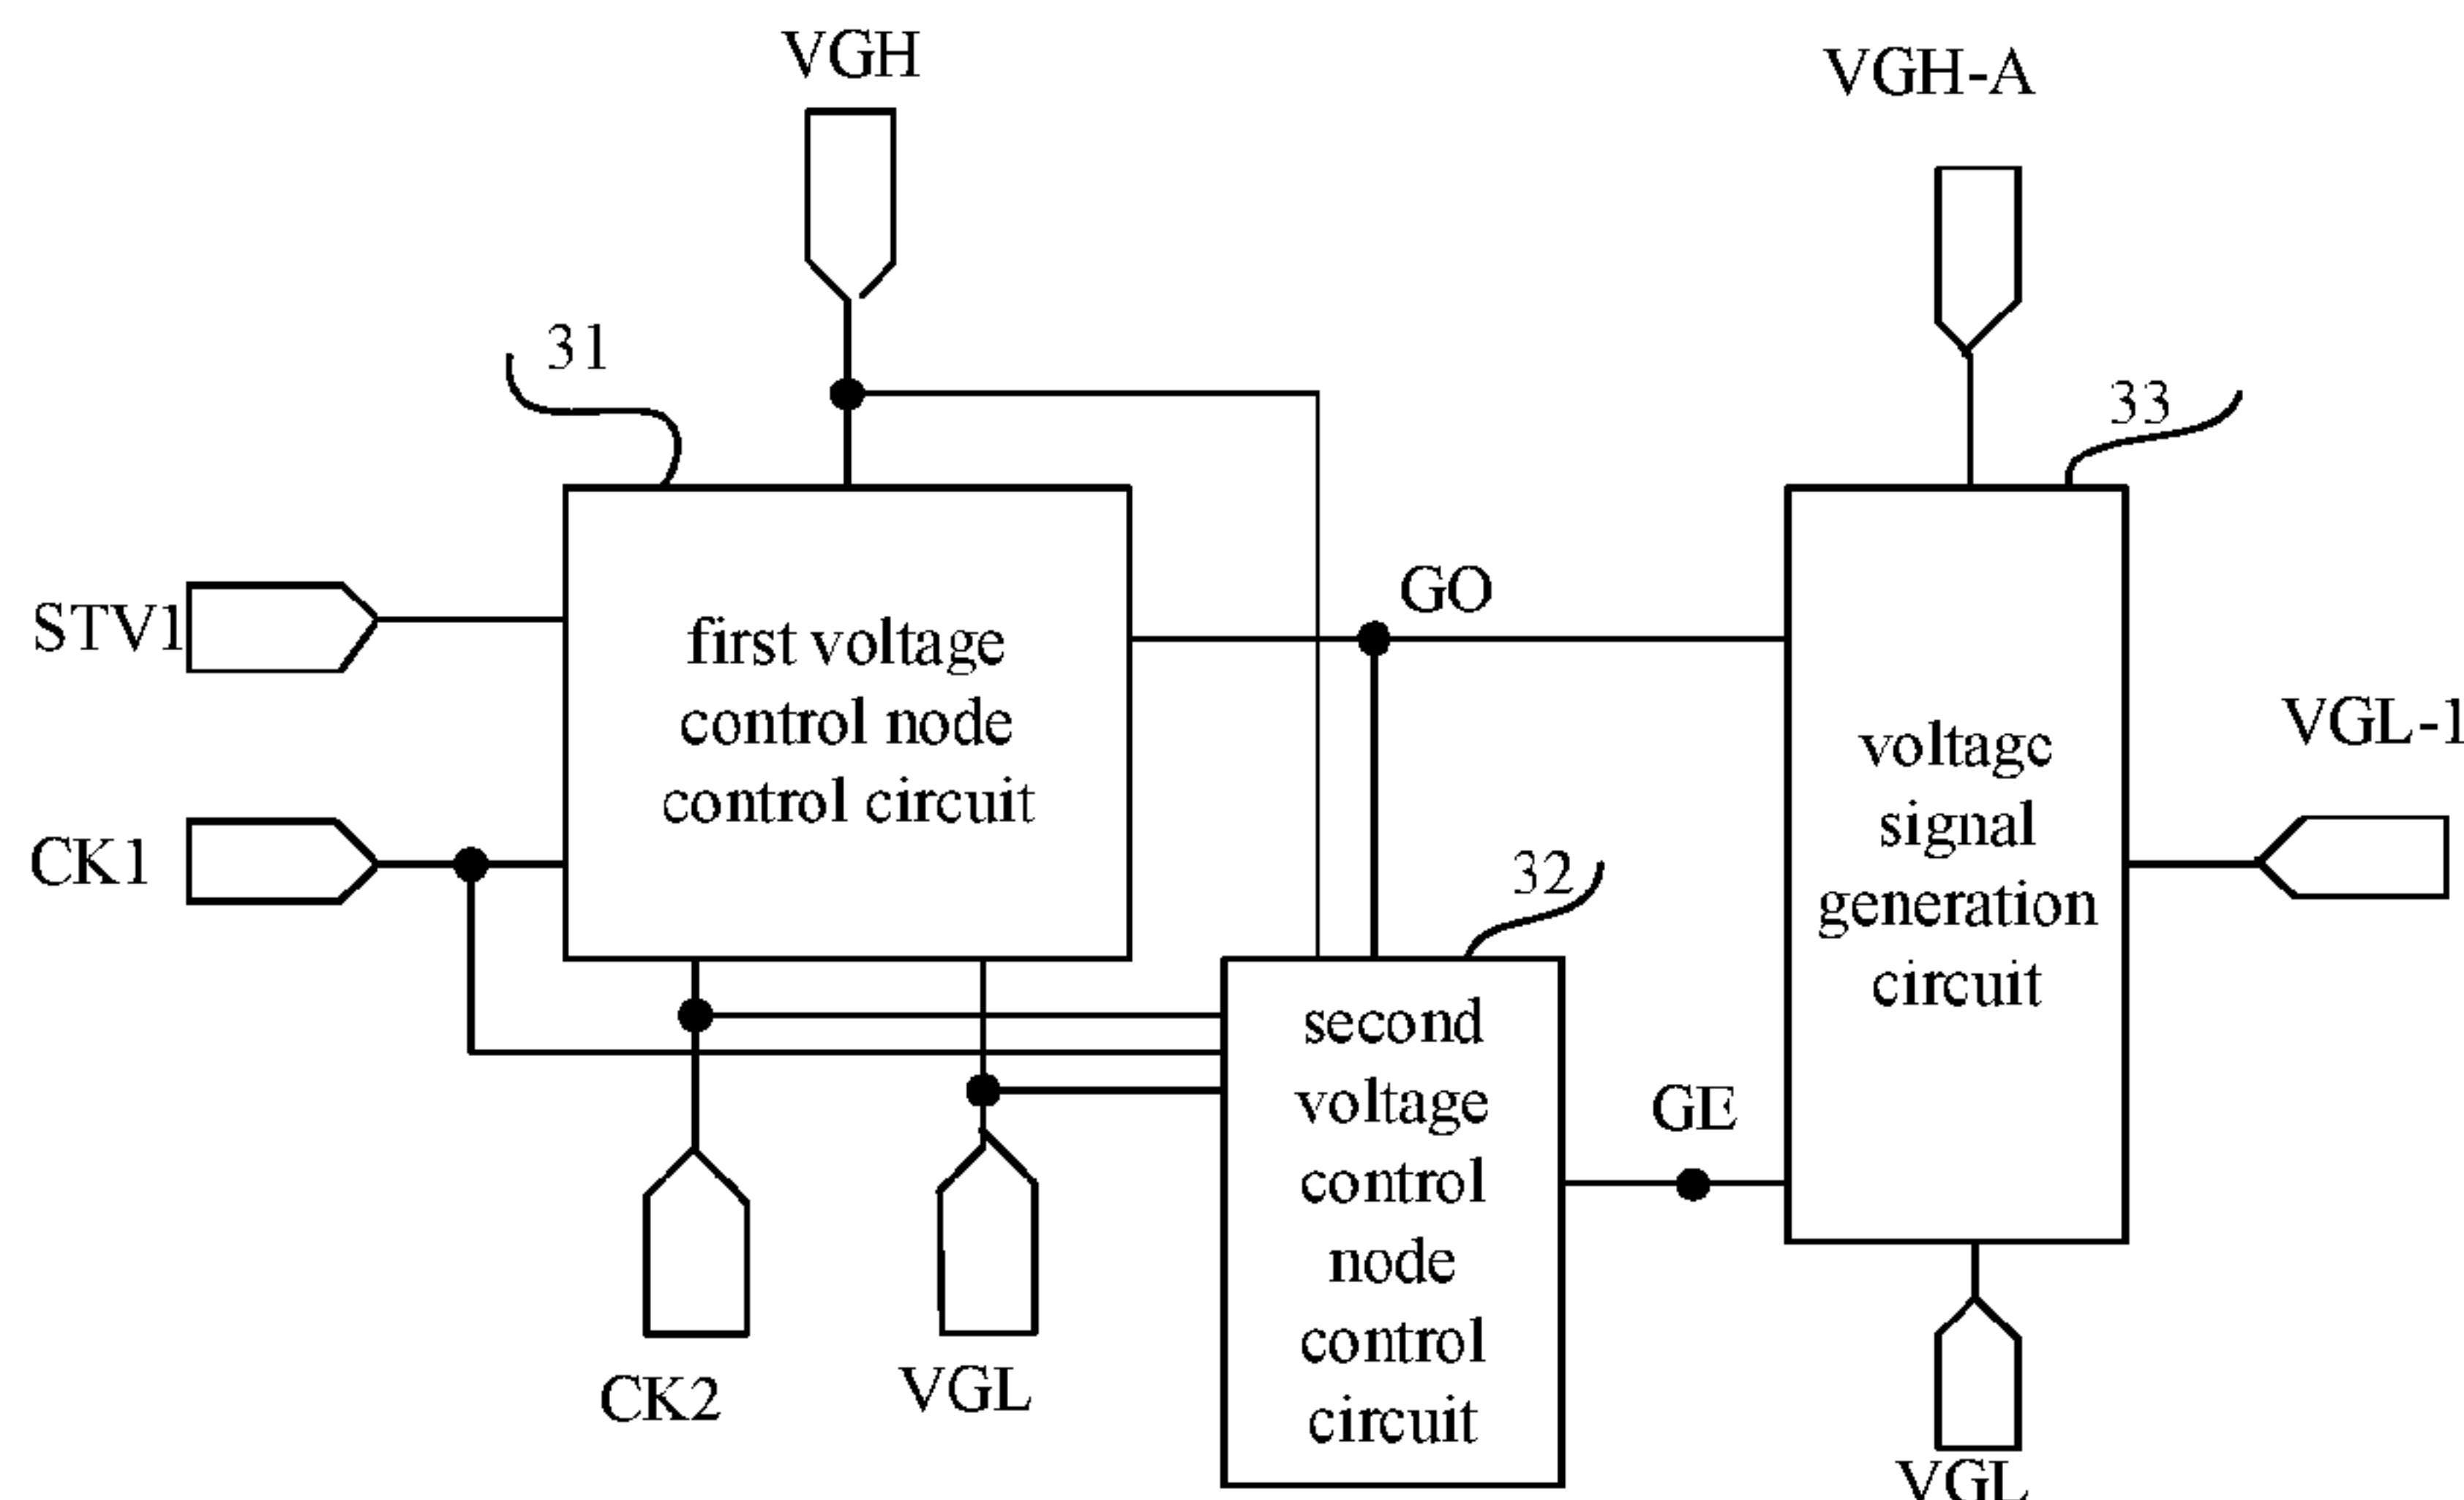 VGH
VGH-A
31
33
STV1
GO
first voltage
control node
control circuit
VGL-1
voltage
signal
generation
circuit
CK1
32
second
voltage
control
node
control
circuit
GE
CK2
VGL
VGL